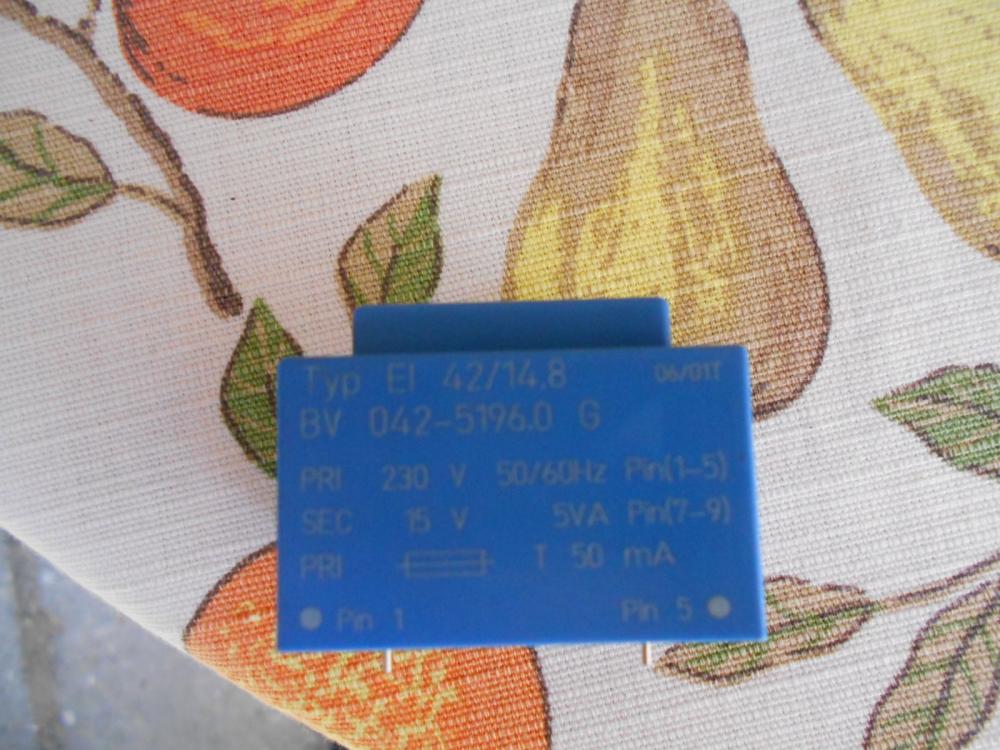 Typ EI 42/14.8 06/01T
BV 042-5196.0 G
PRI 230 V 50/60Hz Pin(1-5)
SEC 15 V 5VA Pin(7-9)
PRI T 50 mA
Pin 1 Pin 5